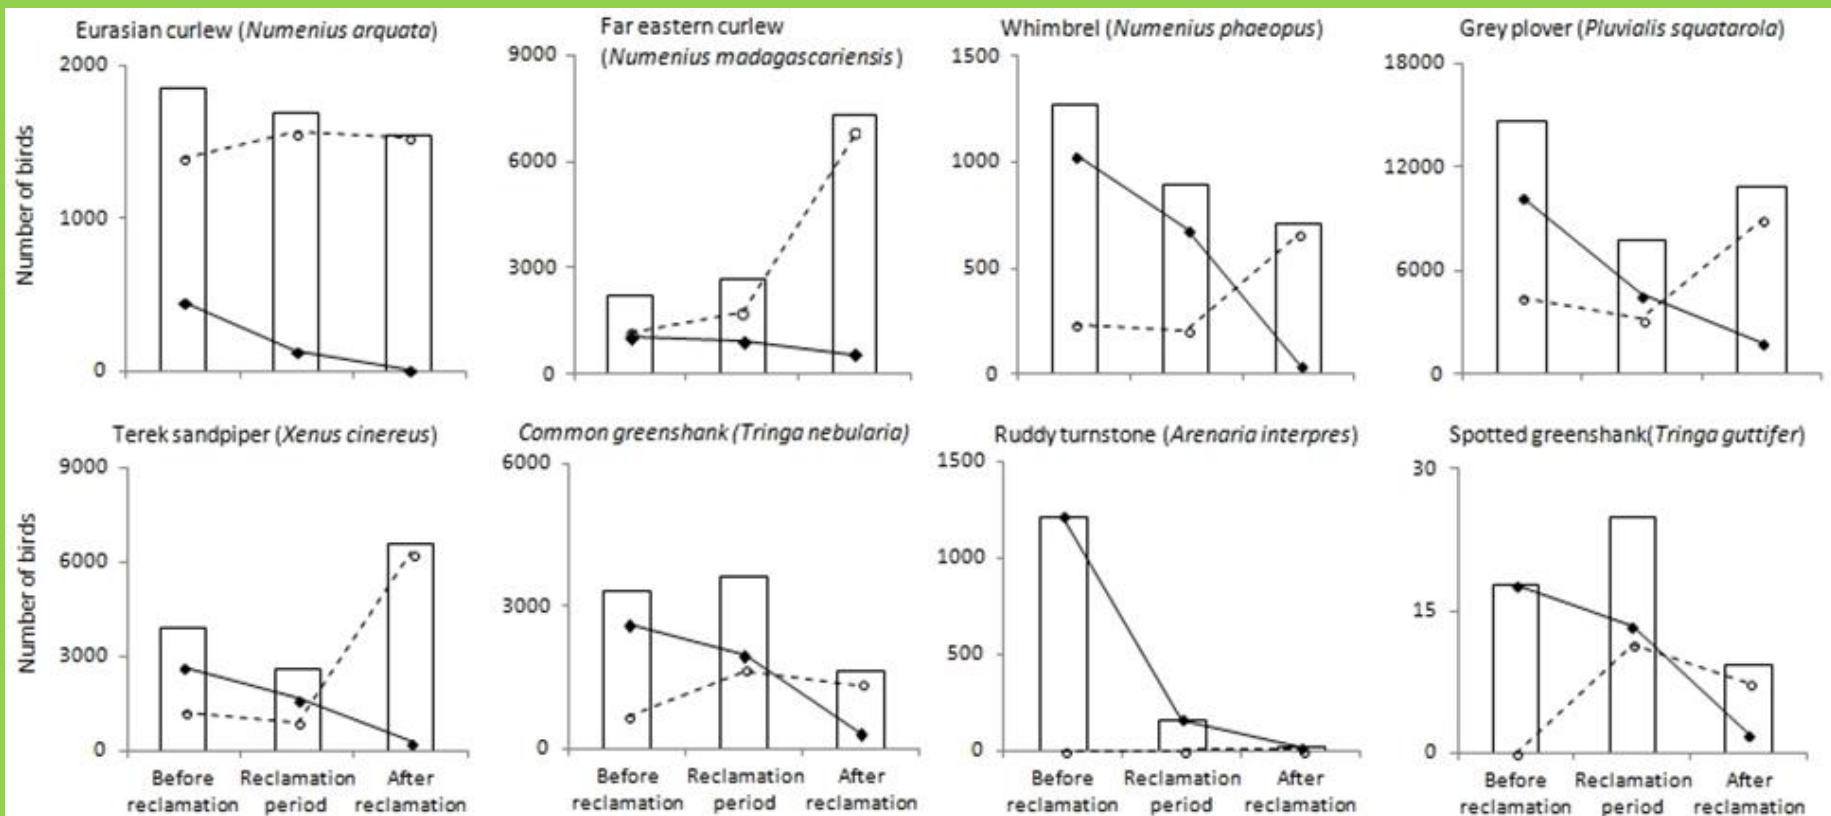 Eurasian curlew (Numenius arquata)
Far eastern curlew
(Numenius madagascariensis)
Whimbrel (Numenius phaeopus)
Grey plover (Pluvialis squatarola)
Number of birds
2000
1000
0
9000
6000
3000
0
1500
1000
500
0
18000
12000
6000
0
Terek sandpiper (Xenus cinereus)
Common greenshank (Tringa nebularia)
Ruddy turnstone (Arenaria interpres)
Spotted greenshank(Tringa guttifer)
Number of birds
9000
6000
3000
0
6000
3000
0
1500
1000
500
0
30
15
0
Before
reclamation
Reclamation
period
After
reclamation
Before
reclamation
Reclamation
period
After
reclamation
Before
reclamation
Reclamation
period
After
reclamation
Before
reclamation
Reclamation
period
After
reclamation